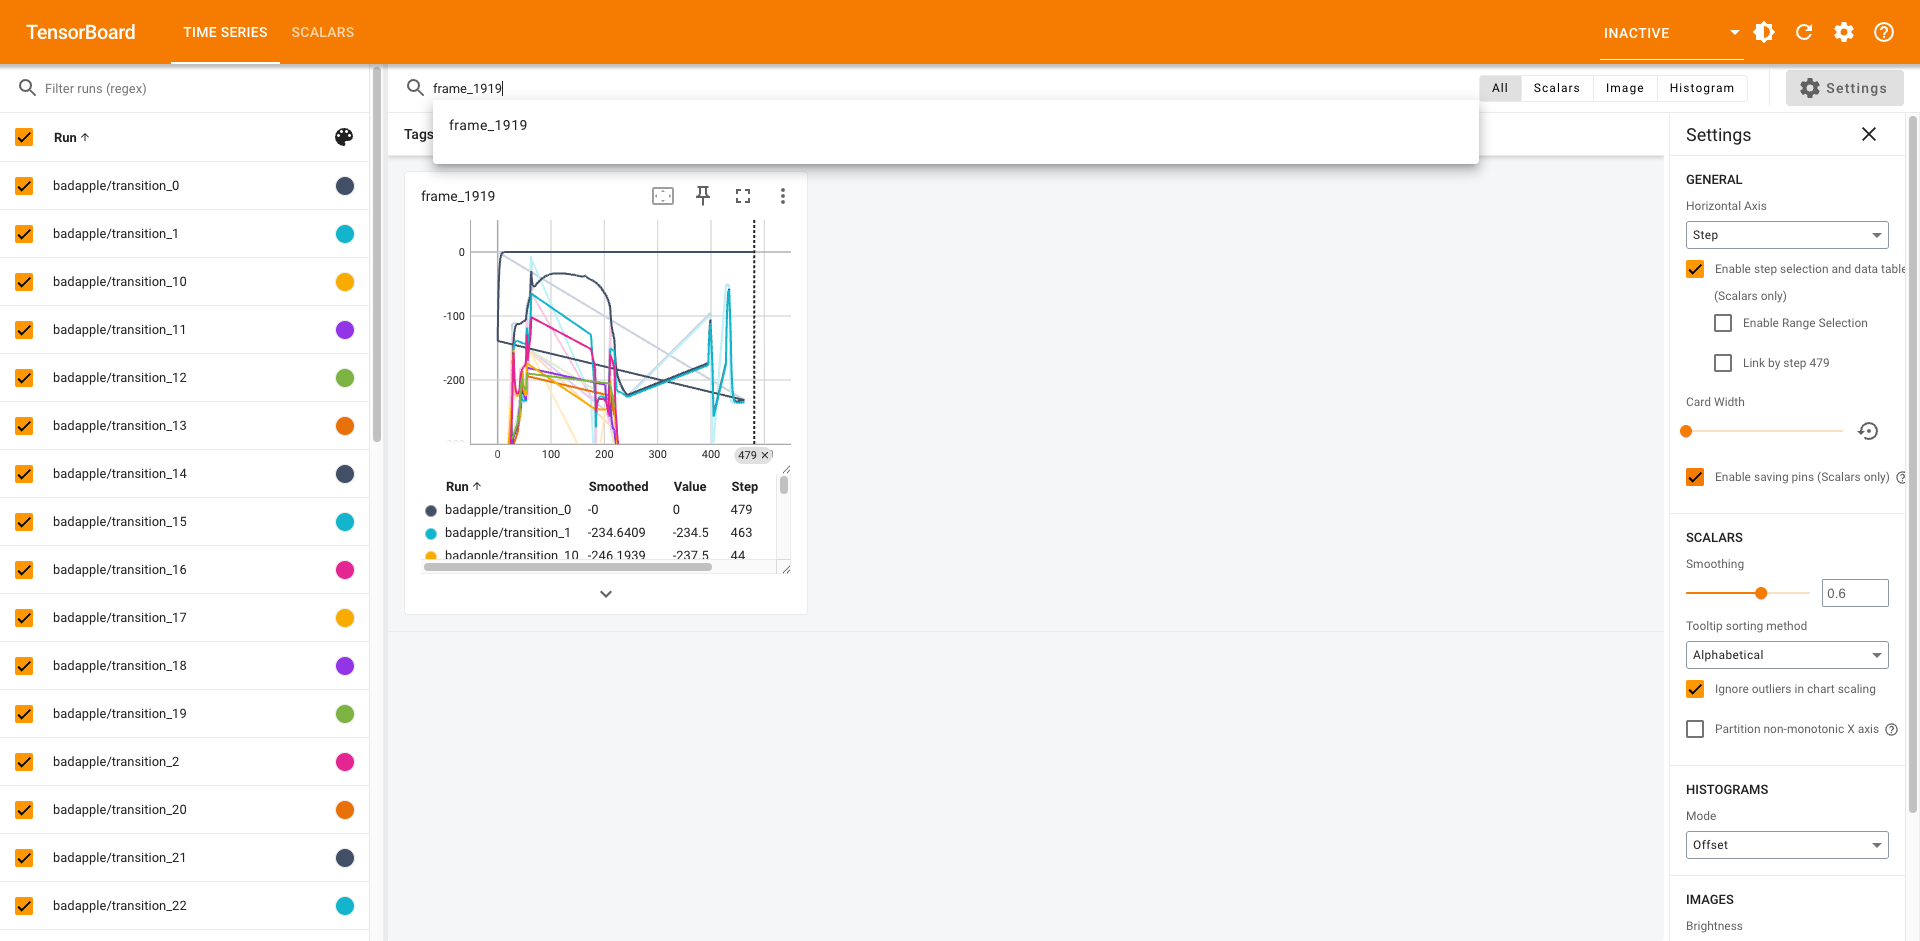 TensorBoard TIME SERIES SCALARS INACTIVE
Filter runs (regex)
Run
badapple/transition_0
badapple/transition_1
badapple/transition_10
badapple/transition_11
badapple/transition_12
badapple/transition_13
badapple/transition_14
badapple/transition_15
badapple/transition_16
badapple/transition_17
badapple/transition_18
badapple/transition_19
badapple/transition_2
badapple/transition_20
badapple/transition_21
badapple/transition_22
frame_1919
All Scalars Image Histogram Settings
frame_1919
Tags
frame_1919
0
-100
-200
0 100 200 300 400 479
Run Smoothed Value Step
badapple/transition_0 -0 0 479
badapple/transition_1 -234.6409 -234.5 463
badapple/transition_10 -246.1939 -237.5 44
Settings
GENERAL
Horizontal Axis
Step
Enable step selection and data table
(Scalars only)
Enable Range Selection
Link by step 479
Card Width
Enable saving pins (Scalars only)
SCALARS
Smoothing
0.6
Tooltip sorting method
Alphabetical
Ignore outliers in chart scaling
Partition non-monotonic X axis
HISTOGRAMS
Mode
Offset
IMAGES
Brightness